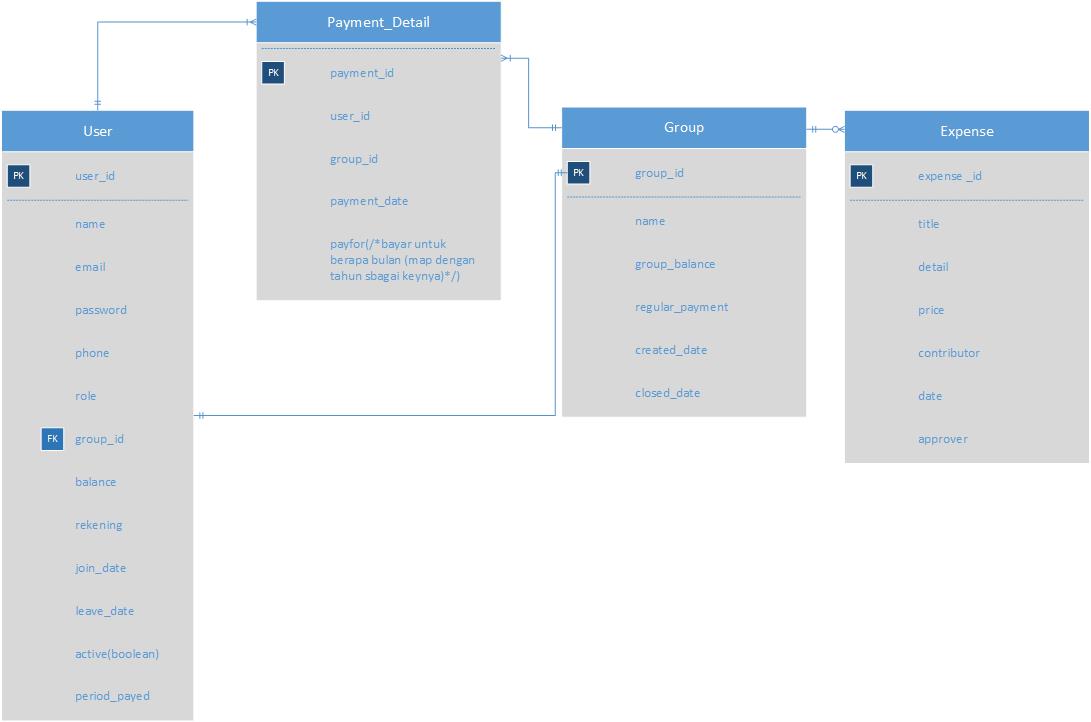 Payment_Detail
PK payment_id
user_id
group_id
payment_date
payfor(/*bayar untuk
berapa bulan (map dengan
tahun sbagai keynya)*/)
User
PK user_id
name
email
password
phone
role
FK group_id
balance
rekening
join_date
leave_date
active(boolean)
period_payed
Group
PK group_id
name
group_balance
regular_payment
created_date
closed_date
Expense
PK expense _id
title
detail
price
contributor
date
approver